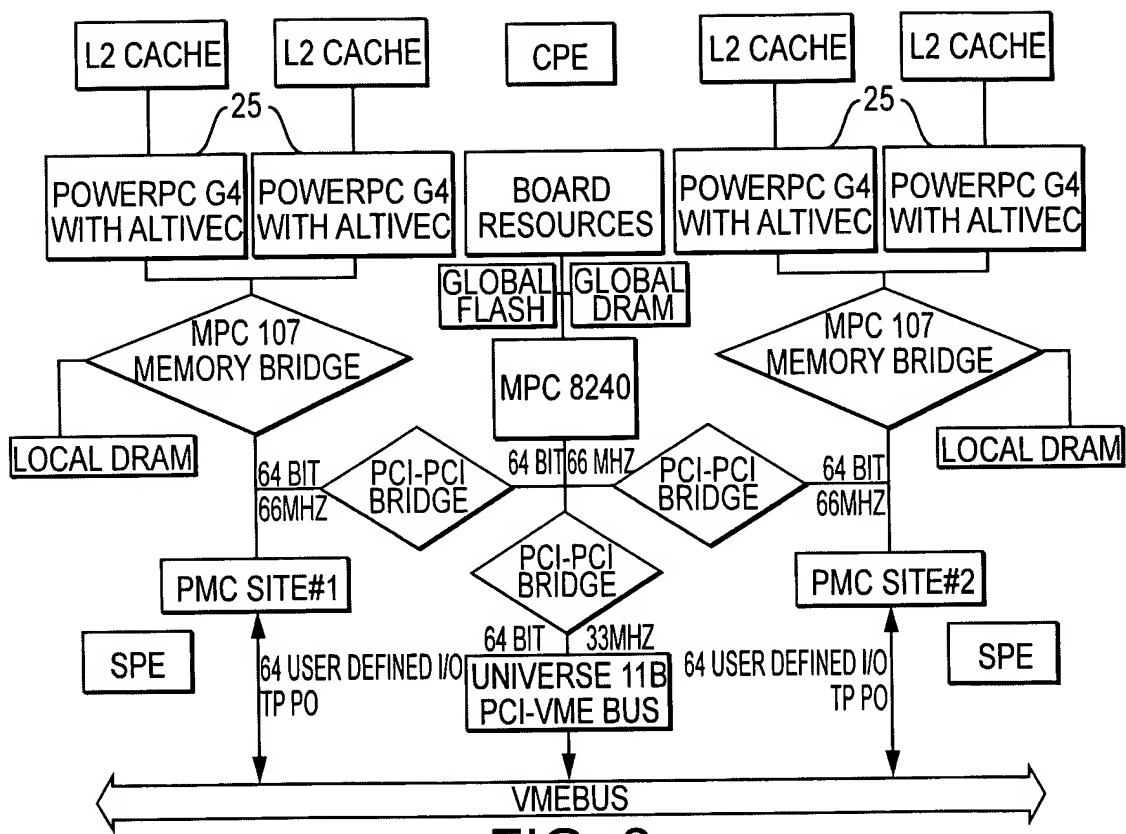 L2 CACHE
L2 CACHE
CPE
L2 CACHE
L2 CACHE
25
25
POWERPC G4
WITH ALTIVEC
POWERPC G4
WITH ALTIVEC
BOARD
RESOURCES
POWERPC G4
WITH ALTIVEC
POWERPC G4
WITH ALTIVEC
GLOBAL
FLASH
GLOBAL
DRAM
MPC 107
MEMORY BRIDGE
MPC 8240
MPC 107
MEMORY BRIDGE
LOCAL DRAM
LOCAL DRAM
64 BIT
66MHZ
PCI-PCI
BRIDGE
64 BIT
66 MHZ
PCI-PCI
BRIDGE
64 BIT
66MHZ
PCI-PCI
BRIDGE
PMC SITE#1
PMC SITE#2
64 BIT
33MHZ
SPE
64 USER DEFINED I/O
TP PO
UNIVERSE 11B
PCI-VME BUS
64 USER DEFINED I/O
TP PO
SPE
VMEBUS